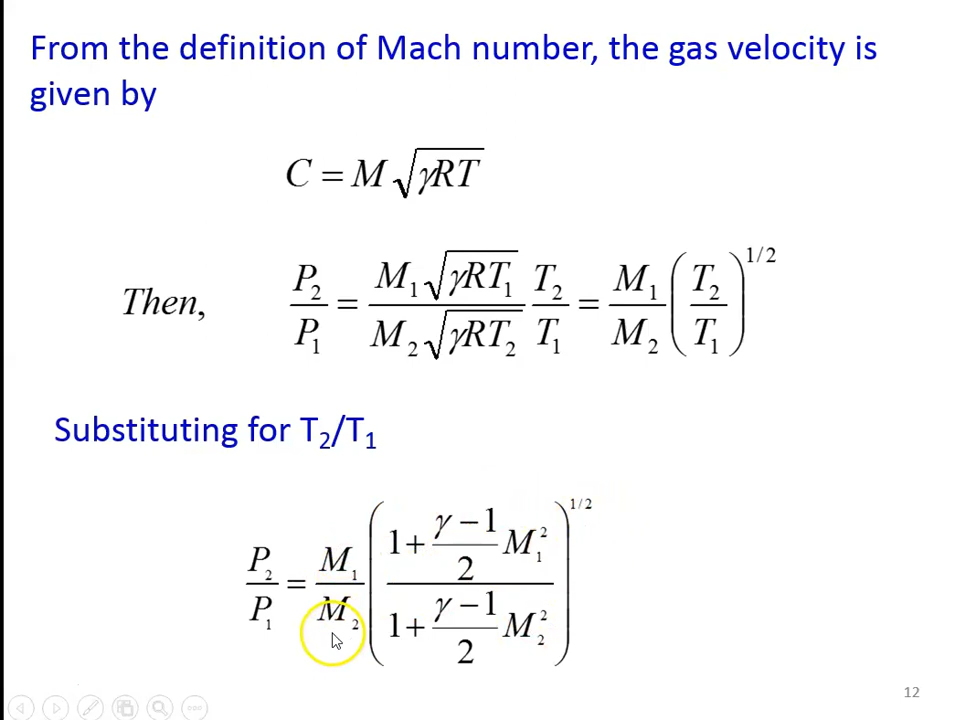 From the definition of Mach number, the gas velocity is
given by
C = M√(γRT)
Then, P₂/P₁ = (M₁√(γRT₁))/(M₂√(γRT₂)) T₂/T₁ = M₁/M₂ (T₂/T₁)^1/2
Substituting for T₂/T₁
P₂/P₁ = M₁/M₂ ((1+(γ−1)/2 M₁²)/(1+(γ−1)/2 M₂²))^1/2
12